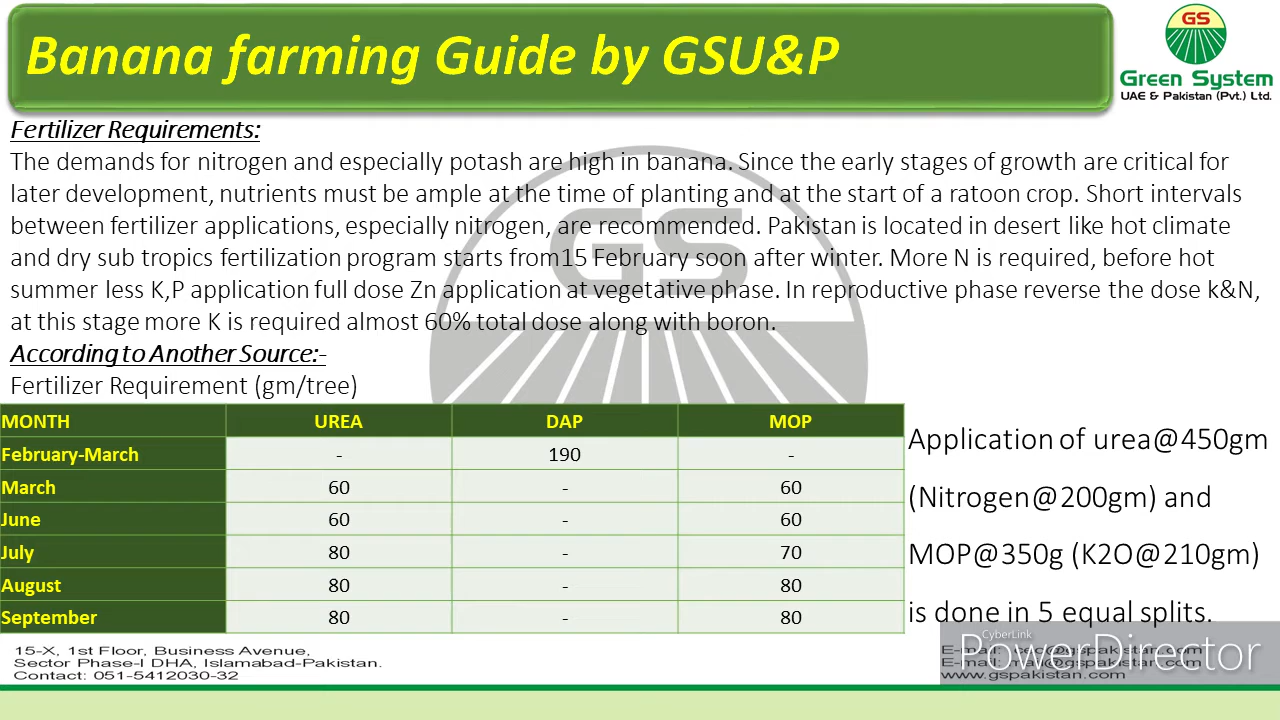 Banana farming Guide by GSU&P
GS
Green System
UAE & Pakistan (Pvt.) Ltd.
Fertilizer Requirements:
The demands for nitrogen and especially potash are high in banana. Since the early stages of growth are critical for
later development, nutrients must be ample at the time of planting and at the start of a ratoon crop. Short intervals
between fertilizer applications, especially nitrogen, are recommended. Pakistan is located in desert like hot climate
and dry sub tropics fertilization program starts from15 February soon after winter. More N is required, before hot
summer less K,P application full dose Zn application at vegetative phase. In reproductive phase reverse the dose k&N,
at this stage more K is required almost 60% total dose along with boron.
GS
According to Another Source:-
Fertilizer Requirement (gm/tree)
MONTH UREA DAP MOP
February-March - 190 -
March 60 - 60
June 60 - 60
July 80 - 70
August 80 - 80
September 80 - 80
Application of urea@450gm
(Nitrogen@200gm) and
MOP@350g (K2O@210gm)
is done in 5 equal splits.
15-X, 1st Floor, Business Avenue,
Sector Phase-I DHA, Islamabad-Pakistan.
Contact: 051-5412030-32
E-mail: @gspakistan.com
E-mail: @gspakistan.com
www.gspakistan.com
CyberLink
PowerDirector